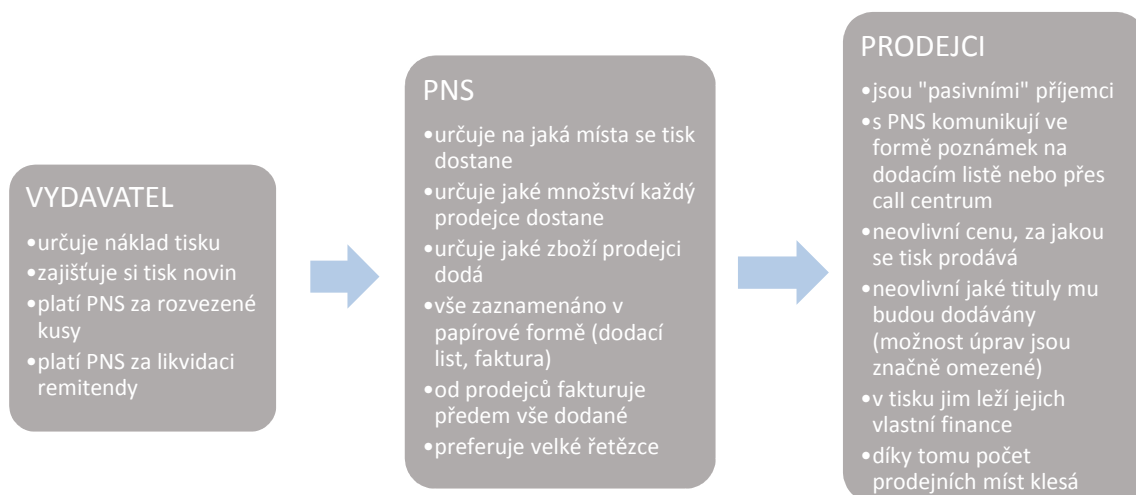 VYDAVATEL
•určuje náklad tisku
•zajišťuje si tisk novin
•platí PNS za rozvezené
kusy
•platí PNS za likvidaci
remitendy
PNS
•určuje na jaká místa se tisk
dostane
•určuje jaké množství každý
prodejce dostane
•určuje jaké zboží prodejci
dodá
•vše zaznamenáno v
papírové formě (dodací
list, faktura)
•od prodejců fakturuje
předem vše dodané
•preferuje velké řetězce
PRODEJCI
•jsou "pasivními" příjemci
•s PNS komunikují ve
formě poznámek na
dodacím listě nebo přes
call centrum
•neovlivní cenu, za jakou
se tisk prodává
•neovlivní jaké tituly mu
budou dodávány
(možnost úprav jsou
značně omezené)
•v tisku jim leží jejich
vlastní finance
•díky tomu počet
prodejních míst klesá